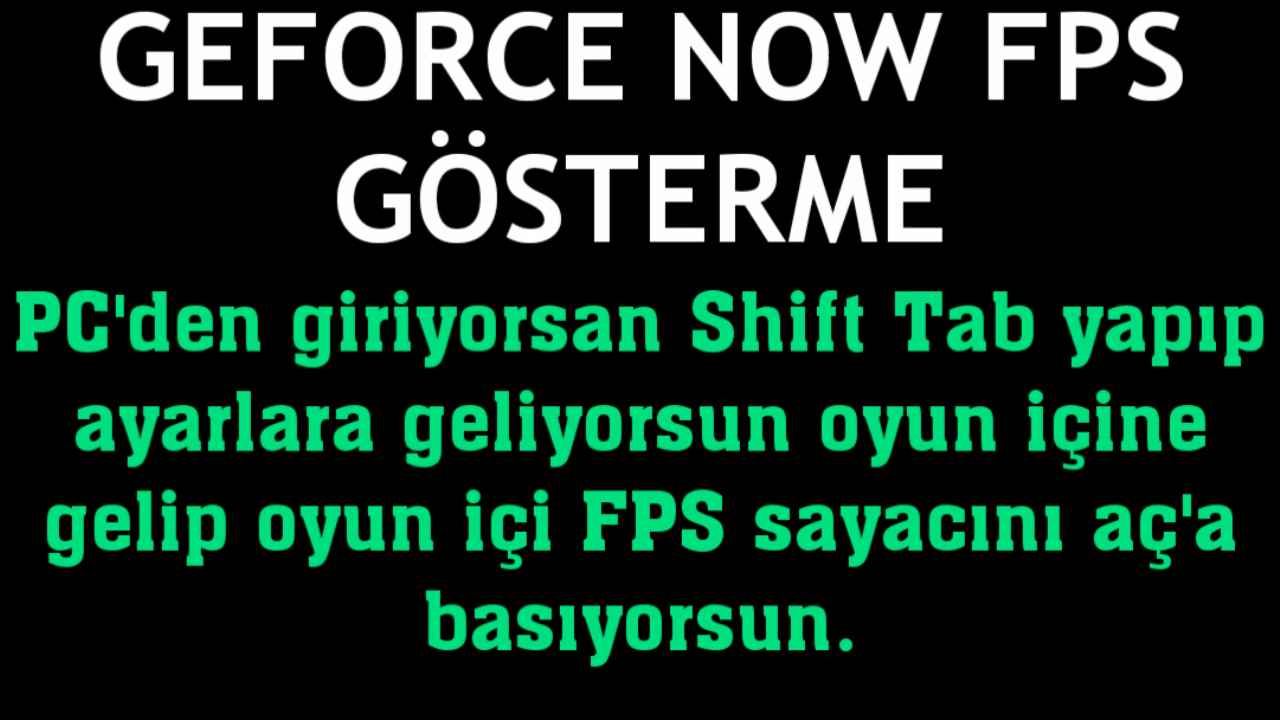 GEFORCE NOW FPS
GÖSTERME
PC'den giriyorsan Shift Tab yapıp
ayarlara geliyorsun oyun içine
gelip oyun içi FPS sayacını aç'a
basıyorsun.